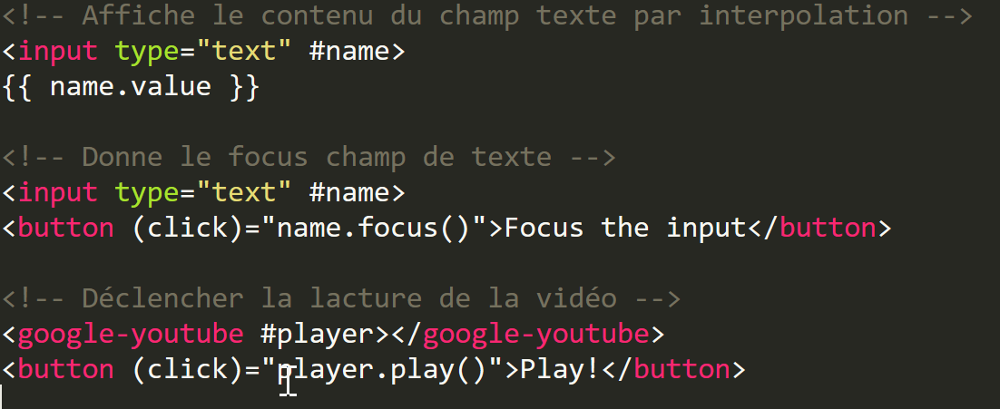 <!-- Affiche le contenu du champ texte par interpolation -->
<input type="text" #name>
{{ name.value }}
<!-- Donne le focus champ de texte -->
<input type="text" #name>
<button (click)="name.focus()">Focus the input</button>
<!-- Déclencher la lacture de la vidéo -->
<google-youtube #player></google-youtube>
<button (click)="player.play()">Play!</button>